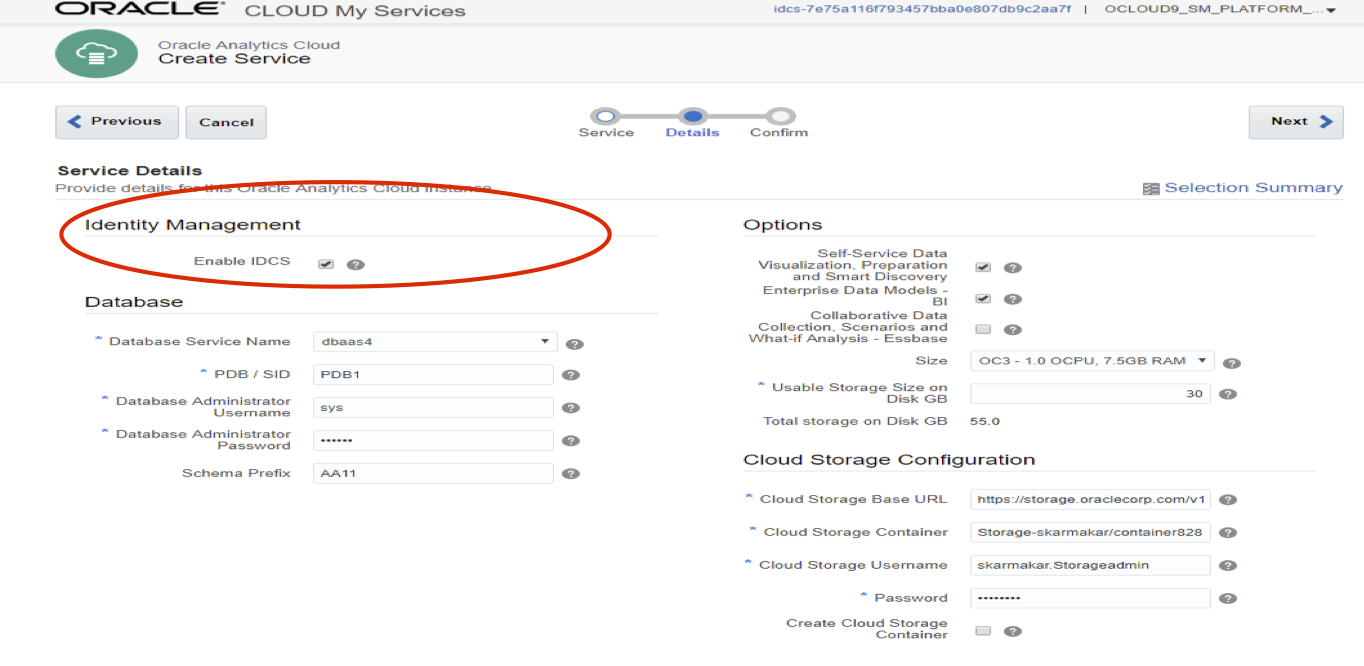 ORACLE CLOUD My Services
idcs-7e75a116f793457bba0e807db9c2aa7f | OCLOUD9_SM_PLATFORM_...
Oracle Analytics Cloud
Create Service
Previous
Cancel
Service
Details
Confirm
Next
Service Details
Provide details for this Oracle Analytics Cloud instance
Selection Summary
Identity Management
Enable IDCS
Database
* Database Service Name
dbaas4
* PDB / SID
PDB1
* Database Administrator
Username
sys
* Database Administrator
Password
••••••
Schema Prefix
AA11
Options
Self-Service Data
Visualization, Preparation
and Smart Discovery
Enterprise Data Models -
BI
Collaborative Data
Collection, Scenarios and
What-if Analysis - Essbase
Size
OC3 - 1.0 OCPU, 7.5GB RAM
* Usable Storage Size on
Disk GB
30
Total storage on Disk GB
55.0
Cloud Storage Configuration
* Cloud Storage Base URL
https://storage.oraclecorp.com/v1
* Cloud Storage Container
Storage-skarmakar/container828
* Cloud Storage Username
skarmakar.Storageadmin
* Password
••••••••
Create Cloud Storage
Container